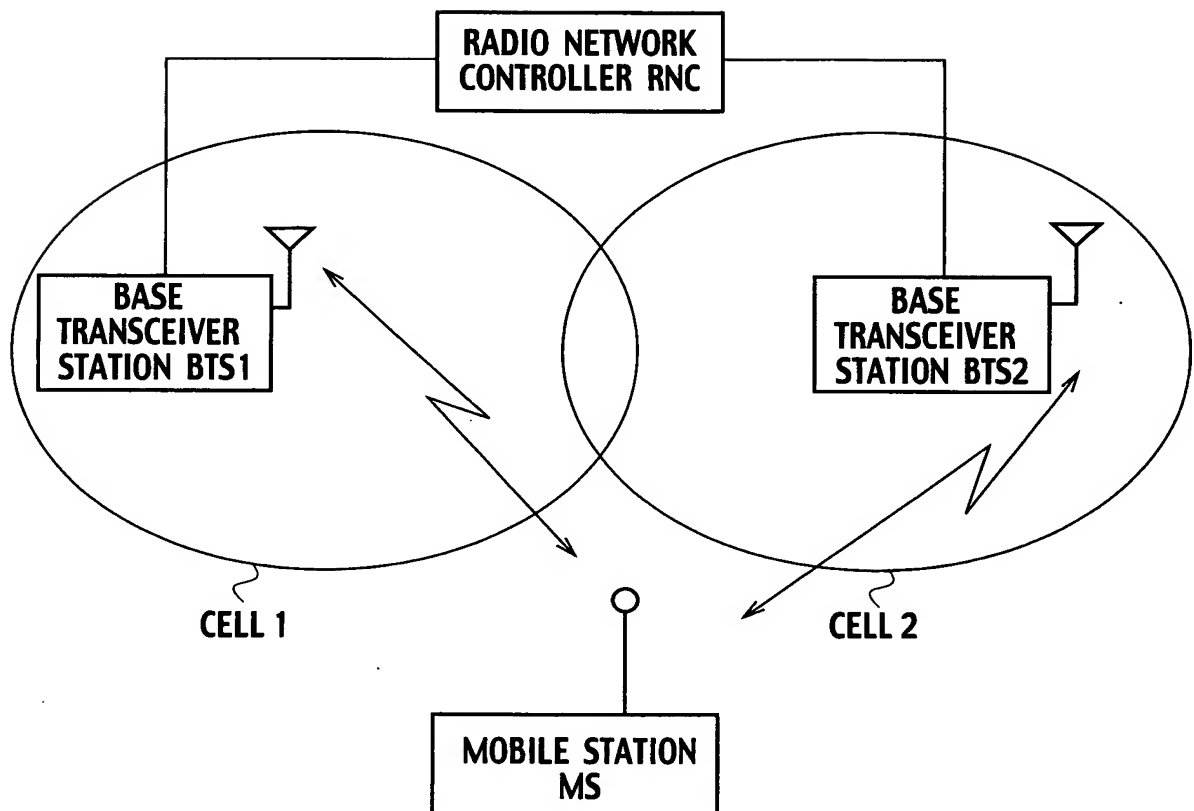 RADIO NETWORK
CONTROLLER RNC
BASE
TRANSCEIVER
STATION BTS1
BASE
TRANSCEIVER
STATION BTS2
CELL 1
CELL 2
MOBILE STATION
MS